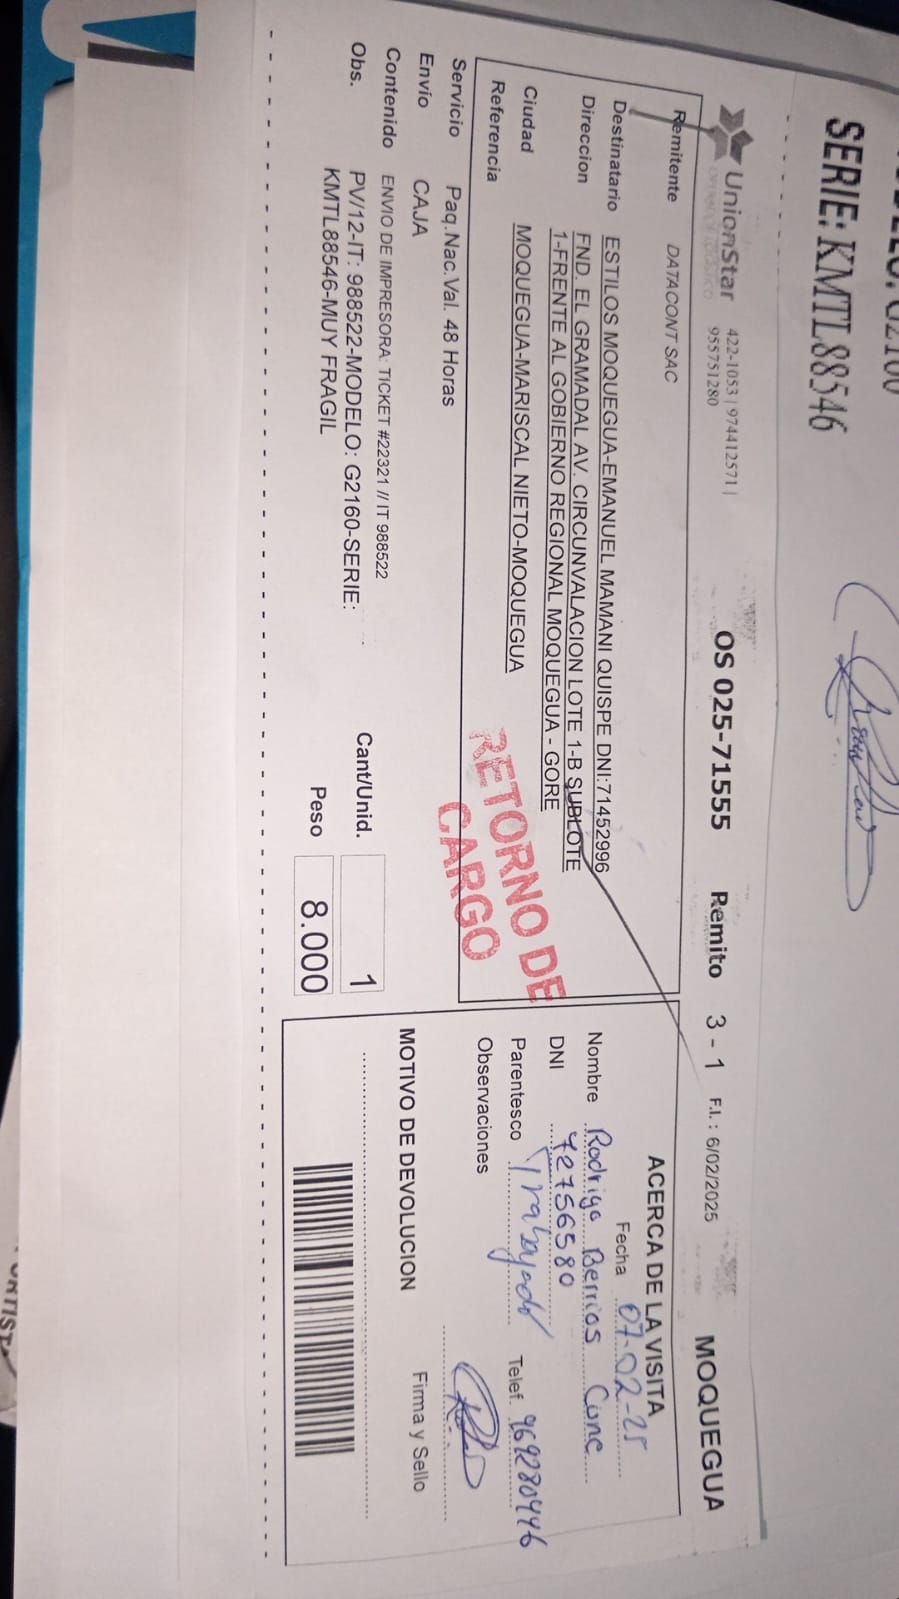 SERIE: KMTL88546
UnionStar
422-1053 | 974412571 |
955751280
OS 025-71555 Remito 3 - 1 F.I. : 6/02/2025 MOQUEGUA
Remitente DATACONT SAC
Destinatario ESTILOS MOQUEGUA-EMANUEL MAMANI QUISPE DNI:71452996
Direccion FND. EL GRAMADAL AV. CIRCUNVALACION LOTE 1-B SUBLOTE
1-FRENTE AL GOBIERNO REGIONAL MOQUEGUA - GORE
Ciudad MOQUEGUA-MARISCAL NIETO-MOQUEGUA
Referencia
RETORNO DE
CARGO
Servicio Paq.Nac.Val. 48 Horas
Envío CAJA
Contenido ENVIO DE IMPRESORA: TICKET #22321 // IT 988522
Obs. PV/12-IT: 988522-MODELO: G2160-SERIE:
KMTL88546-MUY FRAGIL
Cant/Unid. 1
Peso 8.000
ACERCA DE LA VISITA
Fecha 07-02-25
Nombre Rodrigo Berrios Cune
DNI 72756580
Parentesco Trabajador Telef. 969280446
Observaciones
MOTIVO DE DEVOLUCION Firma y Sello